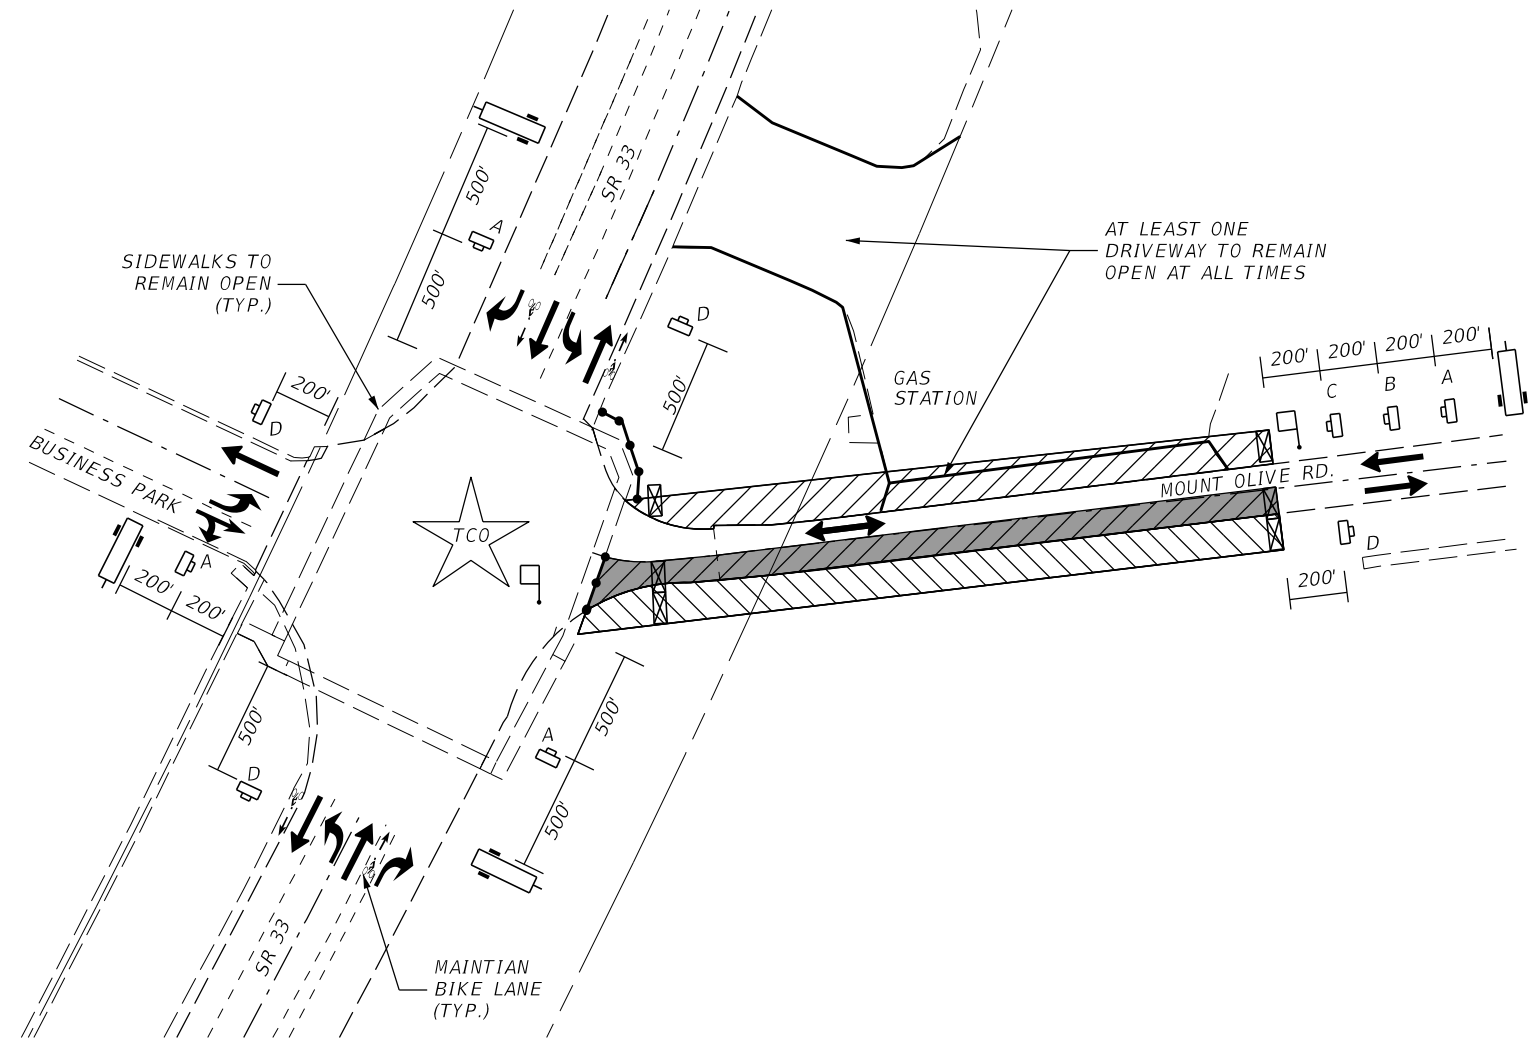 500'
A
500'
SR 33
SIDEWALKS TO
REMAIN OPEN
(TYP.)
AT LEAST ONE
DRIVEWAY TO REMAIN
OPEN AT ALL TIMES
D
500'
GAS
STATION
200'
200'
200'
200'
C
B
A
200'
D
BUSINESS PARK
A
200'
200'
TCO
MOUNT OLIVE RD.
D
200'
500'
D
A
500'
500'
SR 33
MAINTIAN
BIKE LANE
(TYP.)